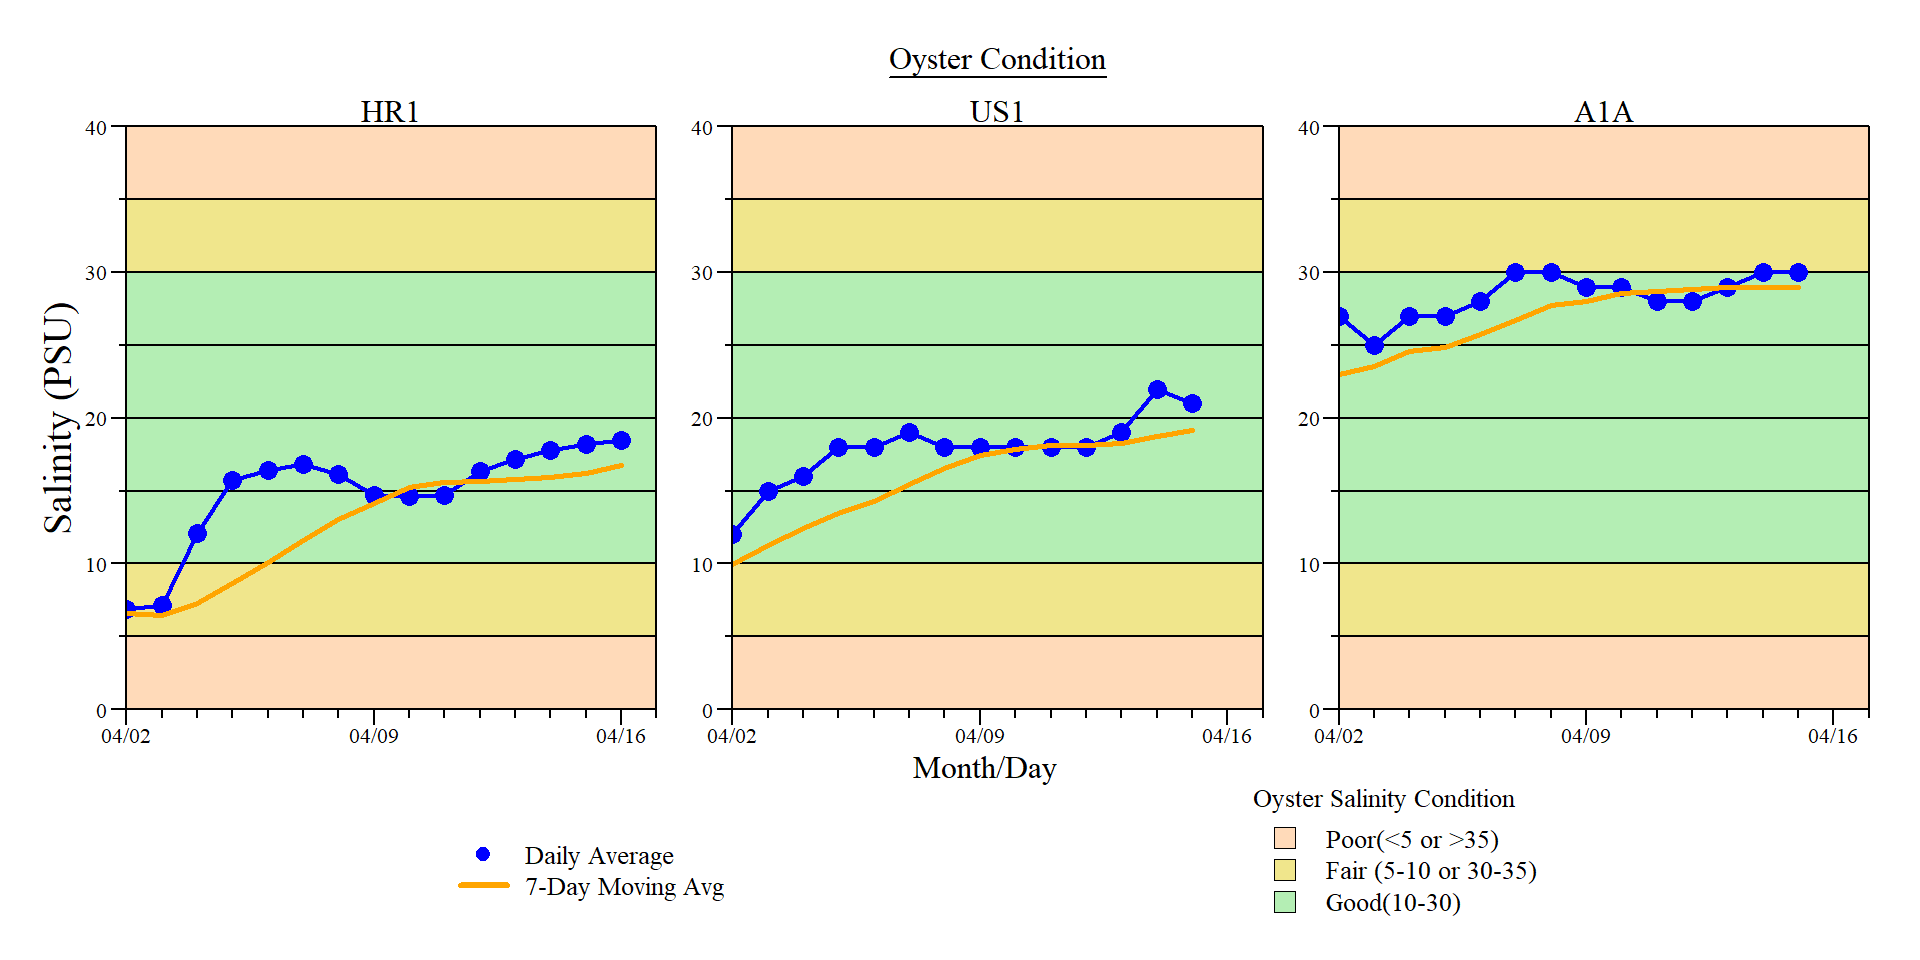 Oyster Condition
HR1
US1
A1A
40
30
20
10
0
40
30
20
10
0
40
30
20
10
0
Salinity (PSU)
04/02
04/09
04/16
04/02
04/09
04/16
04/02
04/09
04/16
Month/Day
Daily Average
7-Day Moving Avg
Oyster Salinity Condition
Poor(<5 or >35)
Fair (5-10 or 30-35)
Good(10-30)